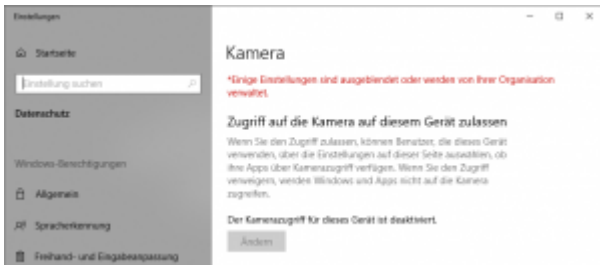 Einstellungen
Startseite
Einstellung suchen
Datenschutz
Windows-Berechtigungen
Allgemein
Spracherkennung
Freihand- und Eingabeanpassung
Kamera
*Einige Einstellungen sind ausgeblendet oder werden von Ihrer Organisation
verwaltet.
Zugriff auf die Kamera auf diesem Gerät zulassen
Wenn Sie den Zugriff zulassen, können Benutzer, die dieses Gerät
verwenden, über die Einstellungen auf dieser Seite auswählen, ob
ihre Apps über Kamerazugriff verfügen. Wenn Sie den Zugriff
verweigern, werden Windows und Apps nicht auf die Kamera
zugreifen.
Der Kamerazugriff für dieses Gerät ist deaktiviert.
Ändern